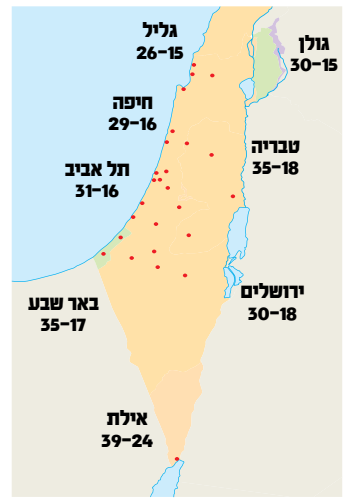 גליל
26–15
גולן
30–15
חיפה
29–16
טבריה
35–18
תל אביב
31–16
ירושלים
30–18
באר שבע
35–17
אילת
39–24